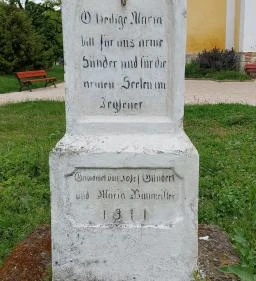 O heilige Maria
bitt für uns arme
Sünder und für die
armen Seelen im
Fegfeuer
Gewidmet von Josef Gündert
und Maria Baumeister
1911